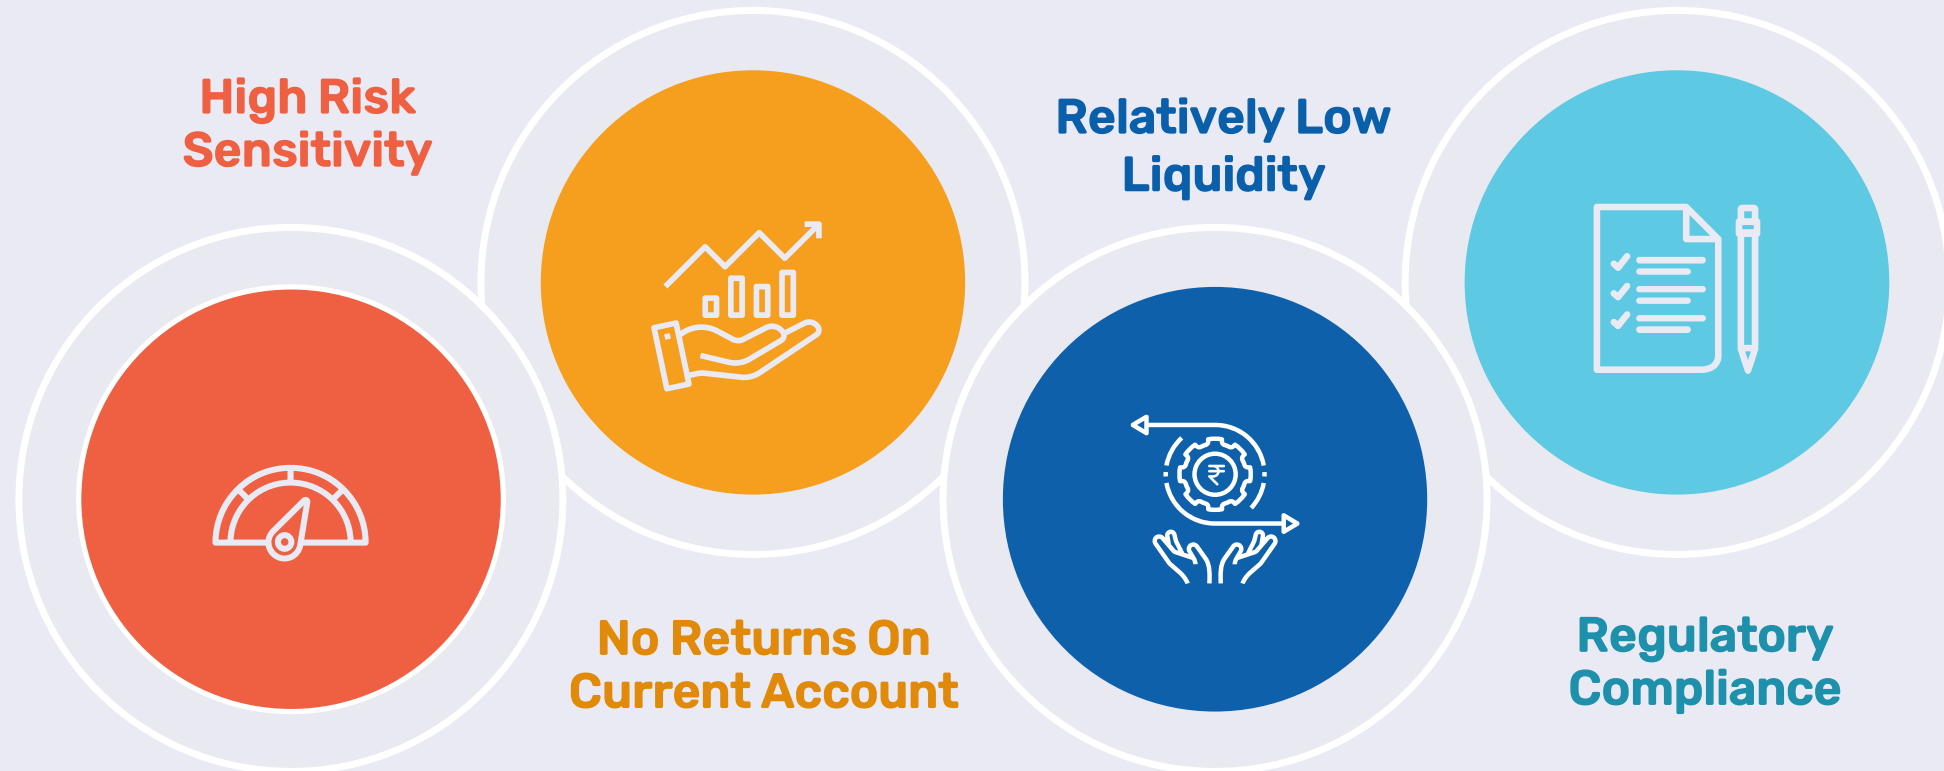 High Risk
Sensitivity
No Returns On
Current Account
Relatively Low
Liquidity
₹
Regulatory
Compliance